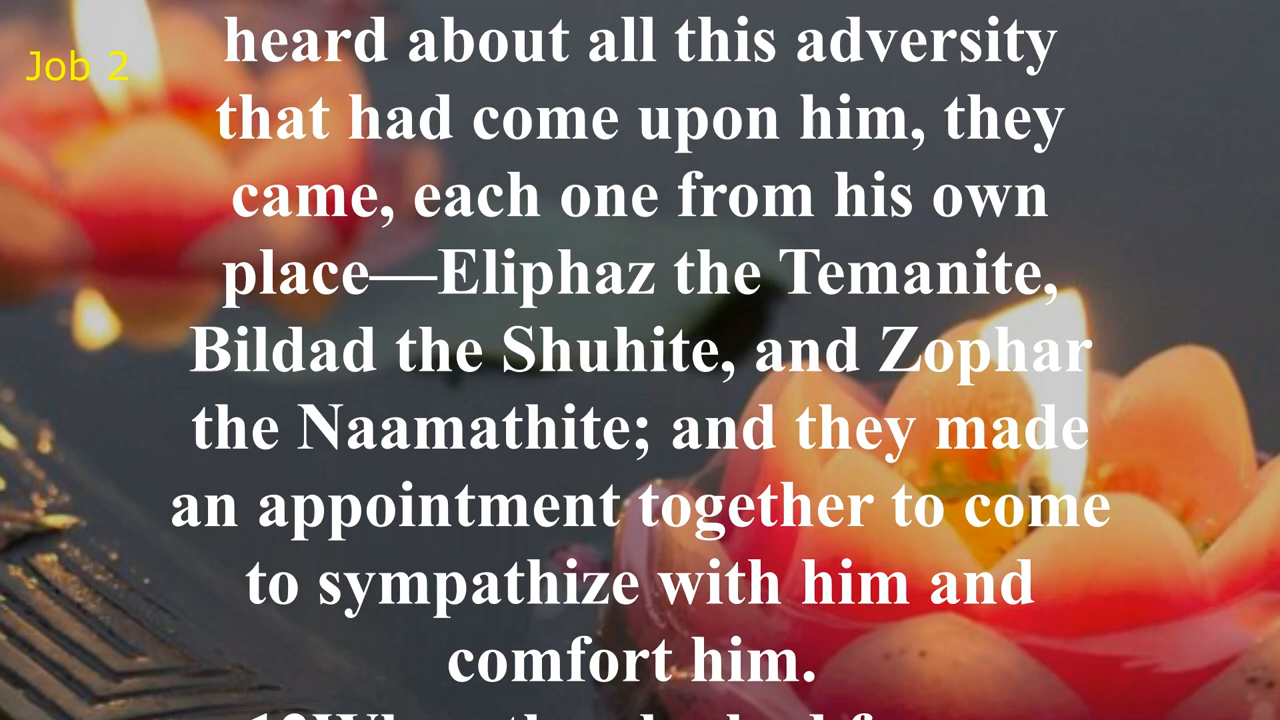 Job 2
heard about all this adversity
that had come upon him, they
came, each one from his own
place—Eliphaz the Temanite,
Bildad the Shuhite, and Zophar
the Naamathite; and they made
an appointment together to come
to sympathize with him and
comfort him.